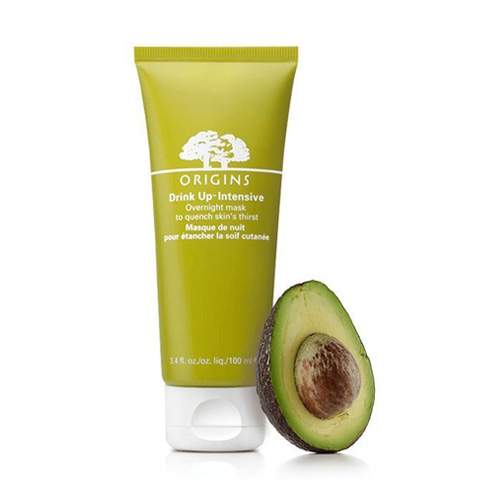 ORIGINS
Drink Up-Intensive
Overnight mask
to quench skin's thirst
Masque de nuit
pour étancher la soif cutanée
3.4 fl. oz./oz. liq./100 ml